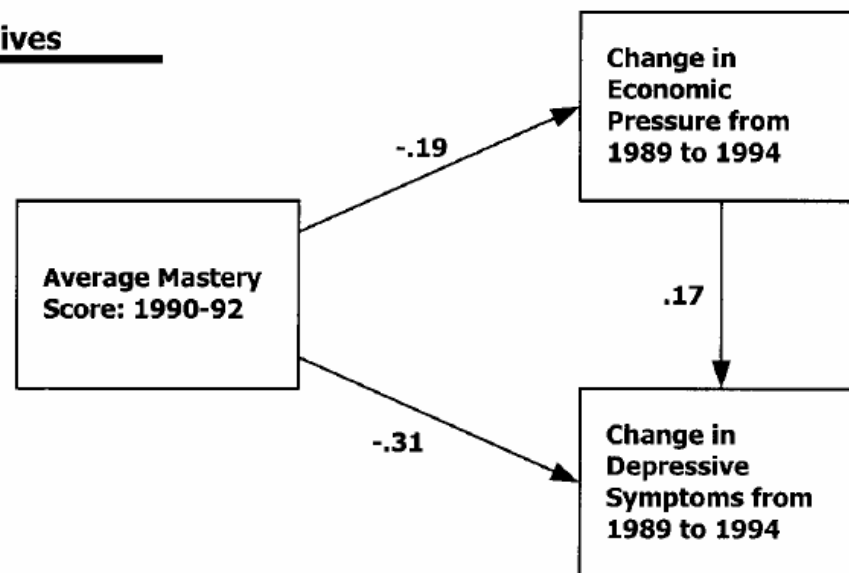 ives
Change in
Economic
Pressure from
1989 to 1994
-.19
Average Mastery
Score: 1990-92
.17
-.31
Change in
Depressive
Symptoms from
1989 to 1994